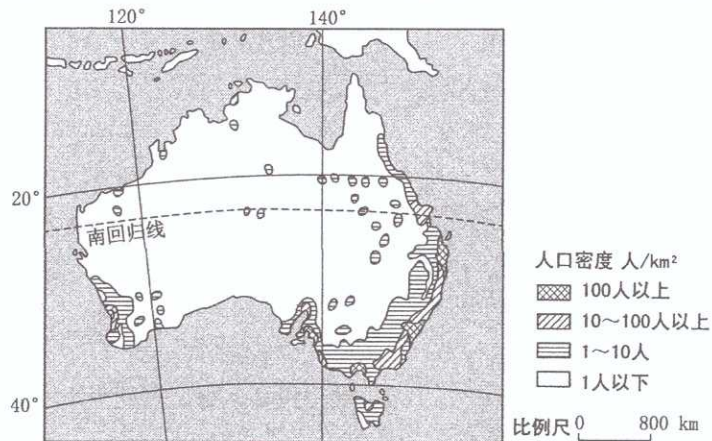 120°
140°
20°
南回归线
40°
人口密度 人/km²
100人以上
10～100人以上
1～10人
1人以下
比例尺 0 800 km